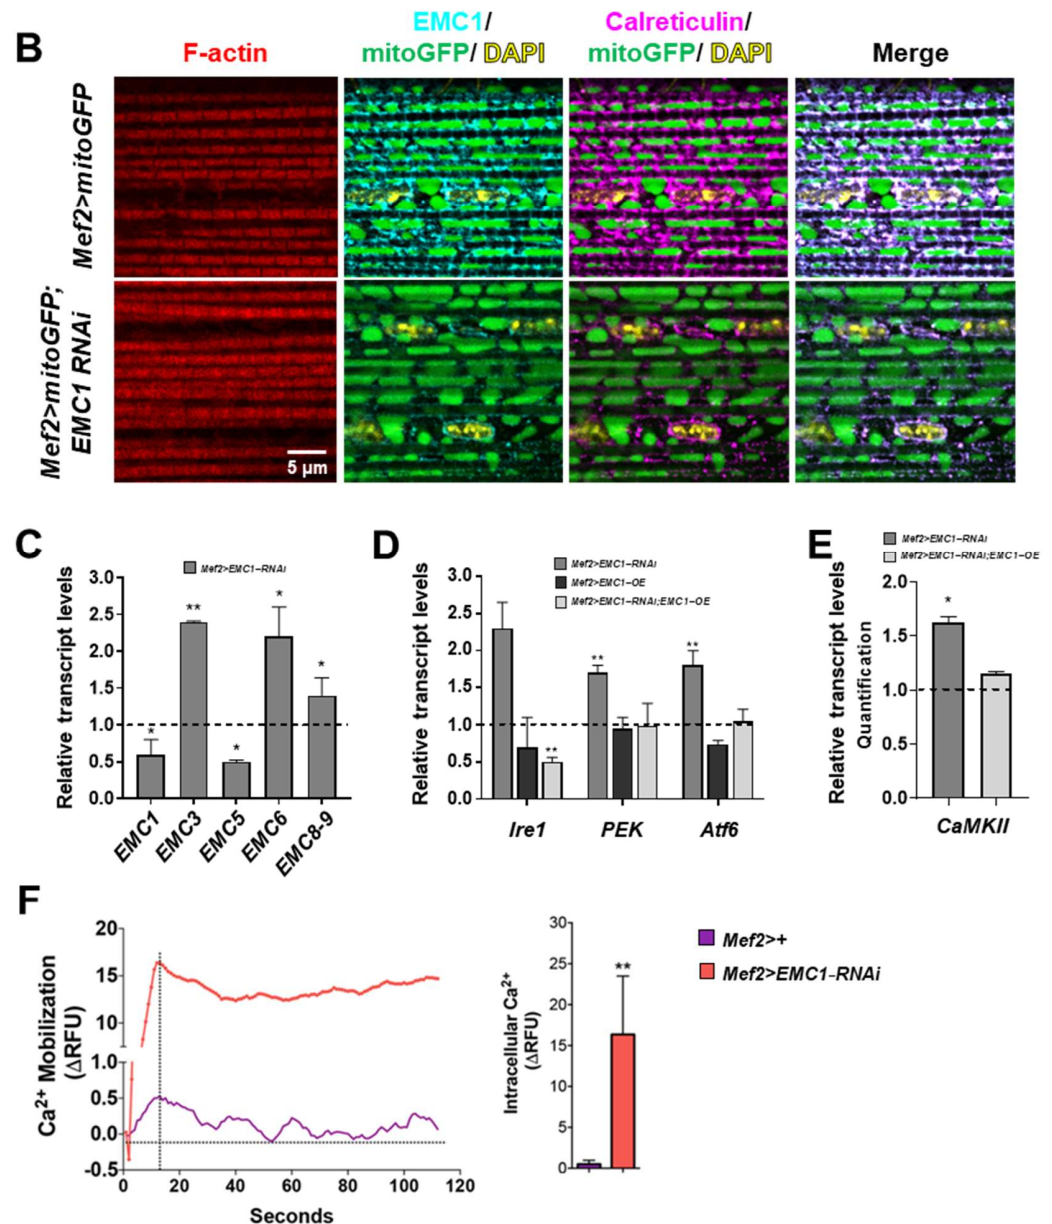 B
F-actin
EMC1/
mitoGFP/ DAPI
Calreticulin/
mitoGFP/ DAPI
Merge
Mef2>mitoGFP
Mef2>mitoGFP;
EMC1 RNAi
5 µm
C
Mef2>EMC1-RNAi
Relative transcript levels
3.0
2.5
2.0
1.5
1.0
0.5
0.0
*
**
*
*
*
EMC1
EMC3
EMC5
EMC6
EMC8-9
D
Mef2>EMC1-RNAi
Mef2>EMC1-OE
Mef2>EMC1-RNAi;EMC1-OE
Relative transcript levels
3.0
2.5
2.0
1.5
1.0
0.5
0.0
**
**
**
Ire1
PEK
Atf6
E
Mef2>EMC1-RNAi
Mef2>EMC1-RNAi;EMC1-OE
Relative transcript levels
Quantification
2.0
1.5
1.0
0.5
0.0
*
CaMKII
F
Ca²⁺ Mobilization
(ΔRFU)
20
15
10
1.0
0.5
0.0
-0.5
0
20
40
60
80
100
120
Seconds
Intracellular Ca²⁺
(ΔRFU)
30
25
20
15
10
5
0
**
Mef2>+
Mef2>EMC1-RNAi